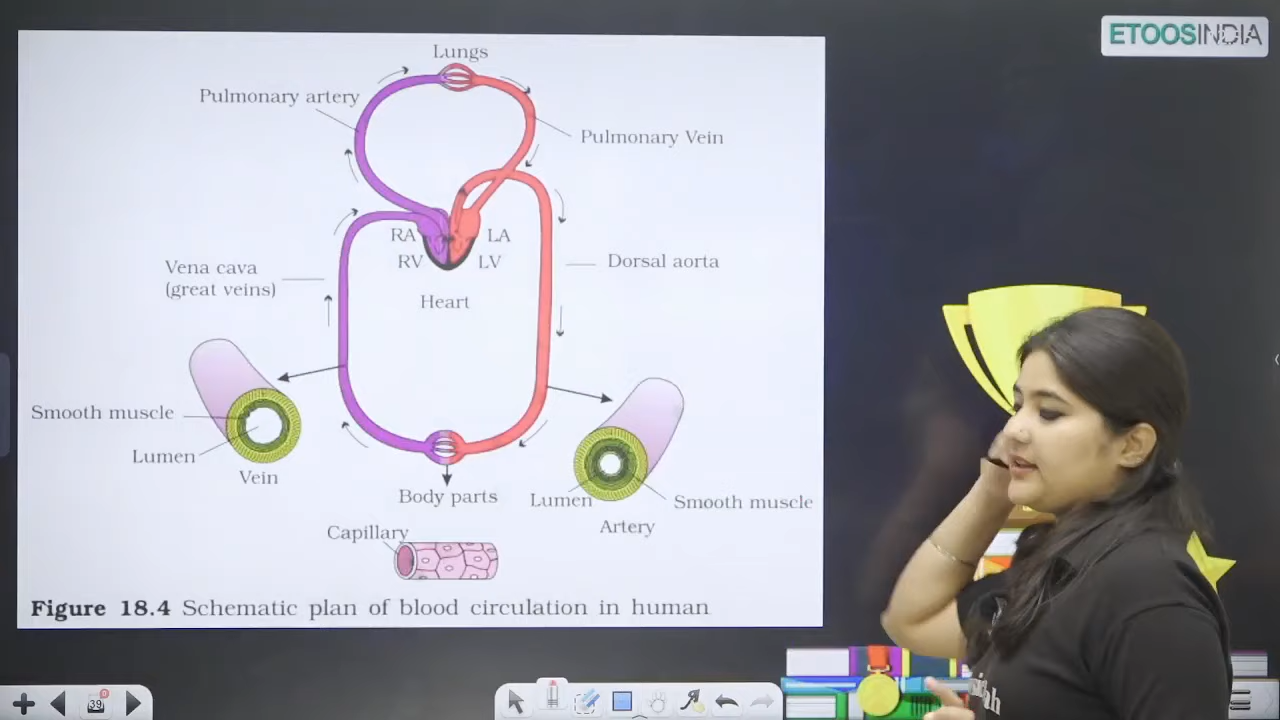 ETOOSINDIA
Lungs
Pulmonary artery
Pulmonary Vein
RA
LA
RV
LV
Vena cava
(great veins)
Dorsal aorta
Heart
Smooth muscle
Lumen
Vein
Body parts
Lumen
Smooth muscle
Artery
Capillary
Figure 18.4 Schematic plan of blood circulation in human
39